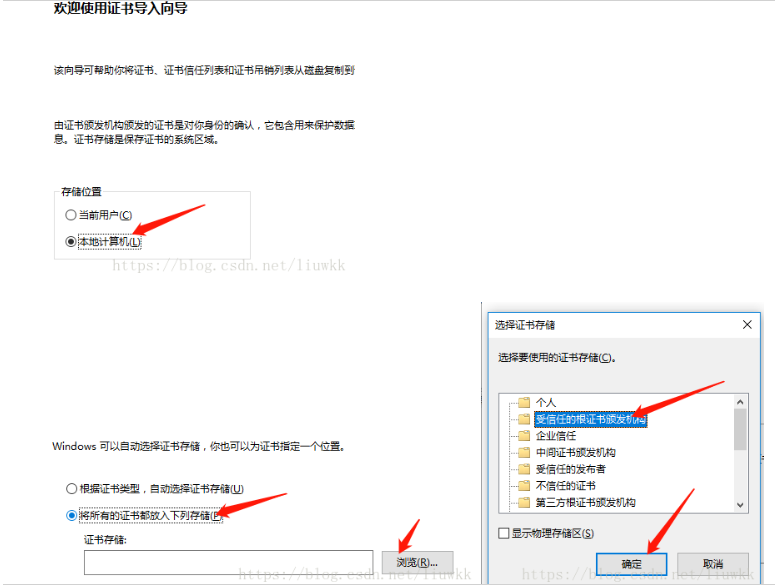 欢迎使用证书导入向导
该向导可帮助你将证书、证书信任列表和证书吊销列表从磁盘复制到
由证书颁发机构颁发的证书是对你身份的确认，它包含用来保护数据
息。证书存储是保存证书的系统区域。
存储位置
当前用户(C)
本地计算机(L)
https://blog.csdn.net/liuwkk
选择证书存储
选择要使用的证书存储(C)。
个人
受信任的根证书颁发机构
企业信任
中间证书颁发机构
受信任的发布者
不信任的证书
第三方根证书颁发机构
显示物理存储区(S)
确定
取消
Windows 可以自动选择证书存储，你也可以为证书指定一个位置。
根据证书类型，自动选择证书存储(U)
将所有的证书都放入下列存储(P)
证书存储:
浏览(R)...
https://blog.csdn.net/liuwkk
https://blog.csdn.net/liuwkk